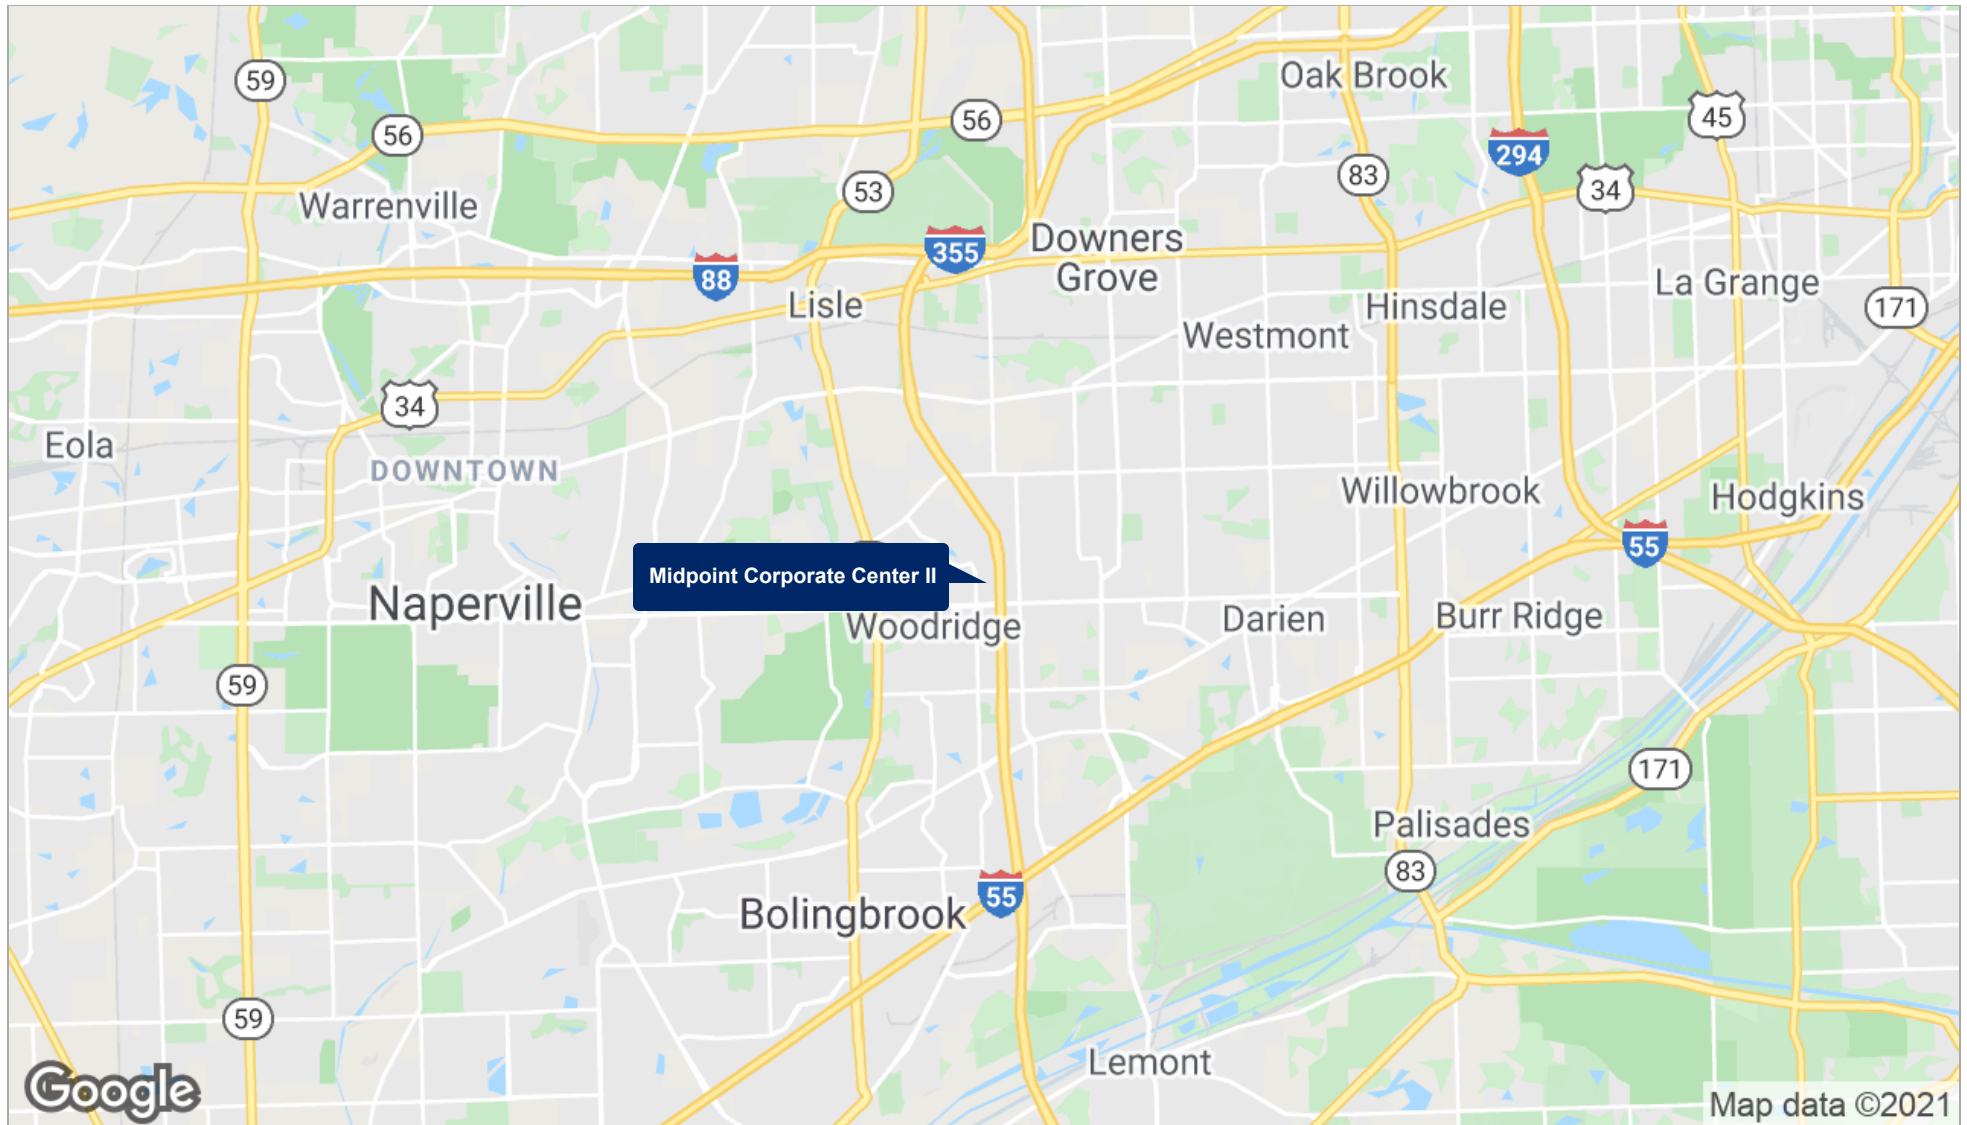 59
Oak Brook
45
56
56
294
83
34
53
Warrenville
Downers
Grove
355
88
La Grange
Lisle
Hinsdale
171
Westmont
34
Eola
DOWNTOWN
Willowbrook
Hodgkins
55
Midpoint Corporate Center II
Naperville
Woodridge
Darien
Burr Ridge
59
171
Palisades
83
55
Bolingbrook
59
Lemont
Google
Map data ©2021